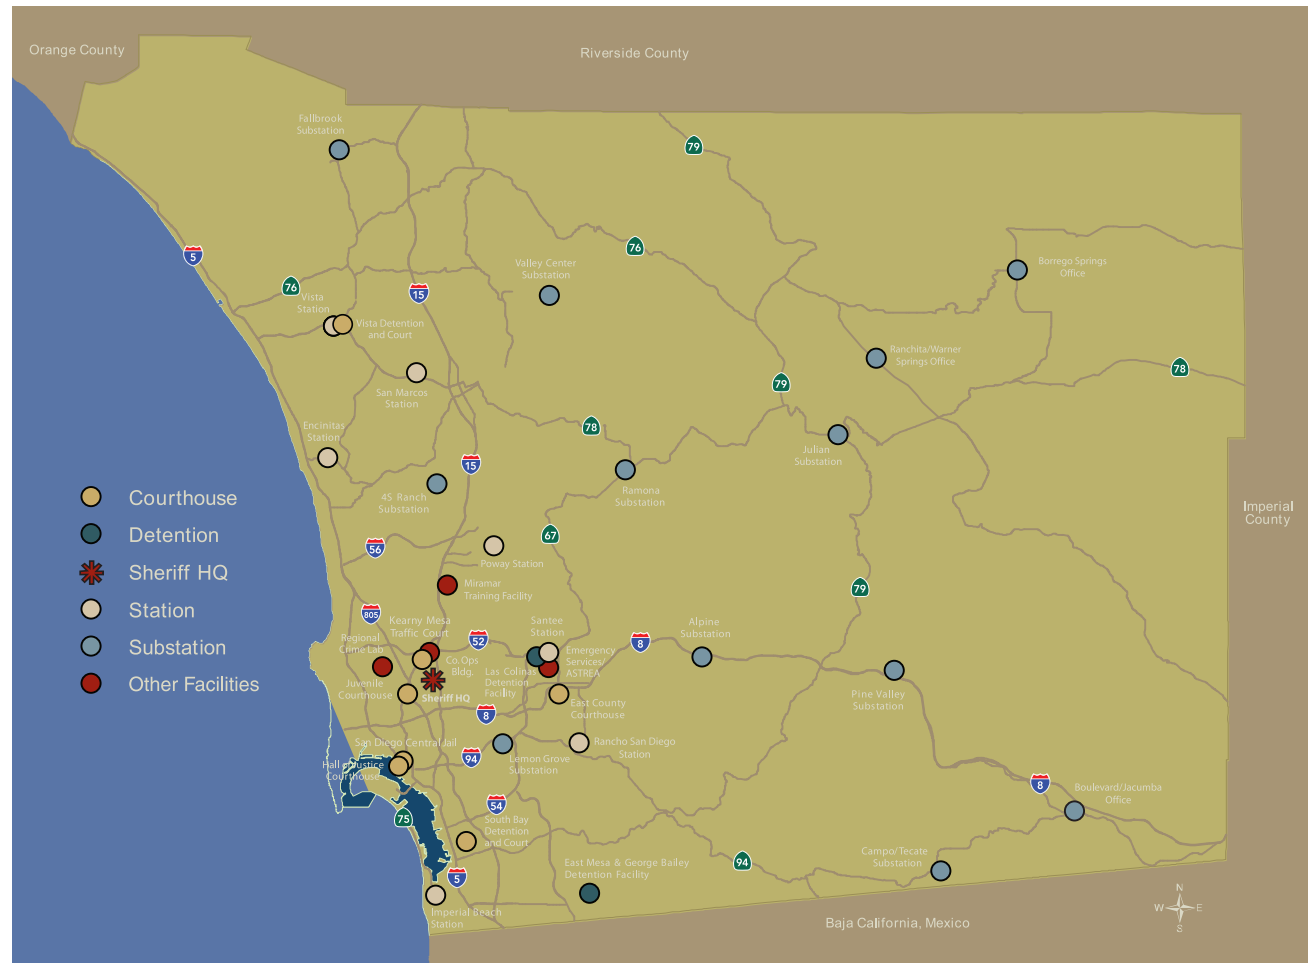 Orange County
Riverside County
Fallbrook
Substation
79
76
5
Valley Center
Substation
Borrego Springs
Office
76
Vista
Station
15
Vista Detention
and Court
Ranchita/Warner
Springs Office
78
79
San Marcos
Station
Encinitas
Station
78
Julian
Substation
15
4S Ranch
Substation
Ramona
Substation
Courthouse
Detention
Sheriff HQ
Station
Substation
Other Facilities
Imperial
County
56
67
Poway Station
Miramar
Training Facility
79
805
Kearny Mesa
Traffic Court
52
Santee
Station
8
Alpine
Substation
Regional
Crime Lab
Co.Ops
Bldg.
Las Colinas
Detention
Facility
Emergency
Services/
ASTREA
Juvenile
Courthouse
Sheriff HQ
East County
Courthouse
Pine Valley
Substation
8
San Diego Central Jail
Rancho San Diego
Station
94
Lemon Grove
Substation
Hall of Justice
Courthouse
8
Boulevard/Jacumba
Office
54
75
South Bay
Detention
and Court
94
Campo/Tecate
Substation
East Mesa & George Bailey
Detention Facility
5
Imperial Beach
Station
Baja California, Mexico
N
W
E
S